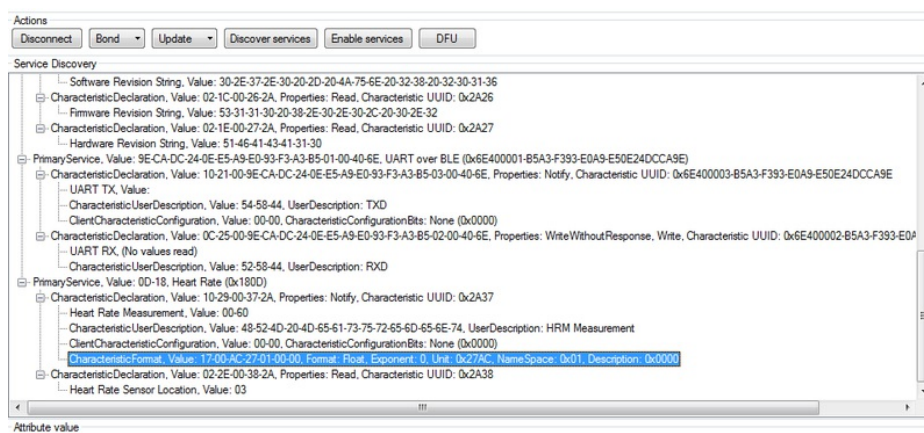 Actions
Disconnect Bond Update Discover services Enable services DFU
Service Discovery
Software Revision String, Value: 30-2E-37-2E-30-20-2D-20-4A-75-6E-20-32-38-20-32-30-31-36
CharacteristicDeclaration, Value: 02-1C-00-26-2A, Properties: Read, Characteristic UUID: 0x2A26
Firmware Revision String, Value: 53-31-31-30-20-38-2E-30-2E-30-2C-20-30-2E-32
CharacteristicDeclaration, Value: 02-1E-00-27-2A, Properties: Read, Characteristic UUID: 0x2A27
Hardware Revision String, Value: 51-46-41-43-41-31-30
PrimaryService, Value: 9E-CA-DC-24-0E-E5-A9-E0-93-F3-A3-B5-01-00-40-6E, UART over BLE (0x6E400001-B5A3-F393-E0A9-E50E24DCCA9E)
CharacteristicDeclaration, Value: 10-21-00-9E-CA-DC-24-0E-E5-A9-E0-93-F3-A3-B5-03-00-40-6E, Properties: Notify, Characteristic UUID: 0x6E400003-B5A3-F393-E0A9-E50E24DCCA9E
UART TX, Value:
CharacteristicUserDescription, Value: 54-58-44, UserDescription: TXD
ClientCharacteristicConfiguration, Value: 00-00, CharacteristicConfigurationBits: None (0x0000)
CharacteristicDeclaration, Value: 0C-25-00-9E-CA-DC-24-0E-E5-A9-E0-93-F3-A3-B5-02-00-40-6E, Properties: WriteWithoutResponse, Write, Characteristic UUID: 0x6E400002-B5A3-F393-E0A
UART RX, (No values read)
CharacteristicUserDescription, Value: 52-58-44, UserDescription: RXD
PrimaryService, Value: 0D-18, Heart Rate (0x180D)
CharacteristicDeclaration, Value: 10-29-00-37-2A, Properties: Notify, Characteristic UUID: 0x2A37
Heart Rate Measurement, Value: 00-60
CharacteristicUserDescription, Value: 48-52-4D-20-4D-65-61-73-75-72-65-6D-65-6E-74, UserDescription: HRM Measurement
ClientCharacteristicConfiguration, Value: 00-00, CharacteristicConfigurationBits: None (0x0000)
CharacteristicFormat, Value: 17-00-AC-27-01-00-00, Format: Float, Exponent: 0, Unit: 0x27AC, NameSpace: 0x01, Description: 0x0000
CharacteristicDeclaration, Value: 02-2E-00-38-2A, Properties: Read, Characteristic UUID: 0x2A38
Heart Rate Sensor Location, Value: 03
Attribute value